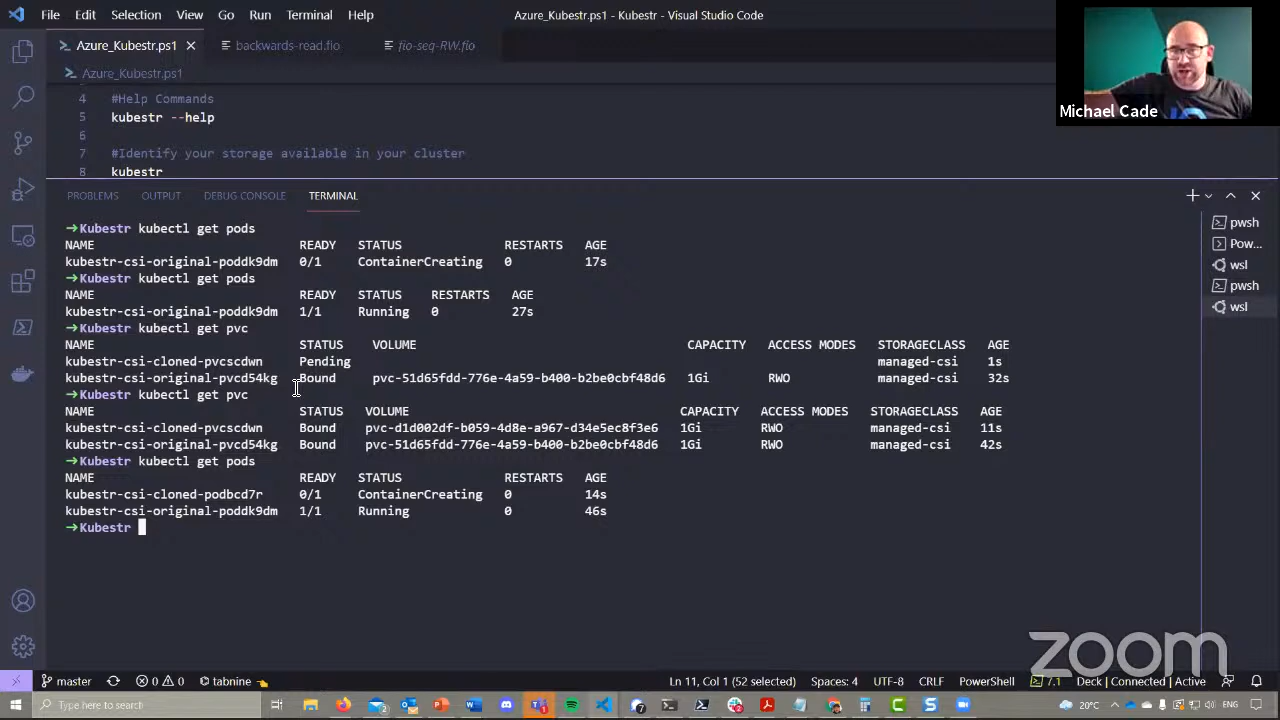 File Edit Selection View Go Run Terminal Help Azure_Kubestr.ps1 - Kubestr - Visual Studio Code
Azure_Kubestr.ps1 backwards-read.fio fio-seq-RW.fio
Azure_Kubestr.ps1
4 #Help Commands
5 kubestr --help
6
7 #Identify your storage available in your cluster
8 kubestr
Michael Cade
PROBLEMS OUTPUT DEBUG CONSOLE TERMINAL
→Kubestr kubectl get pods
NAME READY STATUS RESTARTS AGE
kubestr-csi-original-poddk9dm 0/1 ContainerCreating 0 17s
→Kubestr kubectl get pods
NAME READY STATUS RESTARTS AGE
kubestr-csi-original-poddk9dm 1/1 Running 0 27s
→Kubestr kubectl get pvc
NAME STATUS VOLUME CAPACITY ACCESS MODES STORAGECLASS AGE
kubestr-csi-cloned-pvcscdwn Pending managed-csi 1s
kubestr-csi-original-pvcd54kg Bound pvc-51d65fdd-776e-4a59-b400-b2be0cbf48d6 1Gi RWO managed-csi 32s
→Kubestr kubectl get pvc
NAME STATUS VOLUME CAPACITY ACCESS MODES STORAGECLASS AGE
kubestr-csi-cloned-pvcscdwn Bound pvc-d1d002df-b059-4d8e-a967-d34e5ec8f3e6 1Gi RWO managed-csi 11s
kubestr-csi-original-pvcd54kg Bound pvc-51d65fdd-776e-4a59-b400-b2be0cbf48d6 1Gi RWO managed-csi 42s
→Kubestr kubectl get pods
NAME READY STATUS RESTARTS AGE
kubestr-csi-cloned-podbcd7r 0/1 ContainerCreating 0 14s
kubestr-csi-original-poddk9dm 1/1 Running 0 46s
→Kubestr
pwsh
Pow...
wsl
pwsh
wsl
zoom
master 0 0 tabnine Ln 11, Col 1 (52 selected) Spaces: 4 UTF-8 CRLF PowerShell 7.1 Deck | Connected | Active
Type here to search 20°C ENG